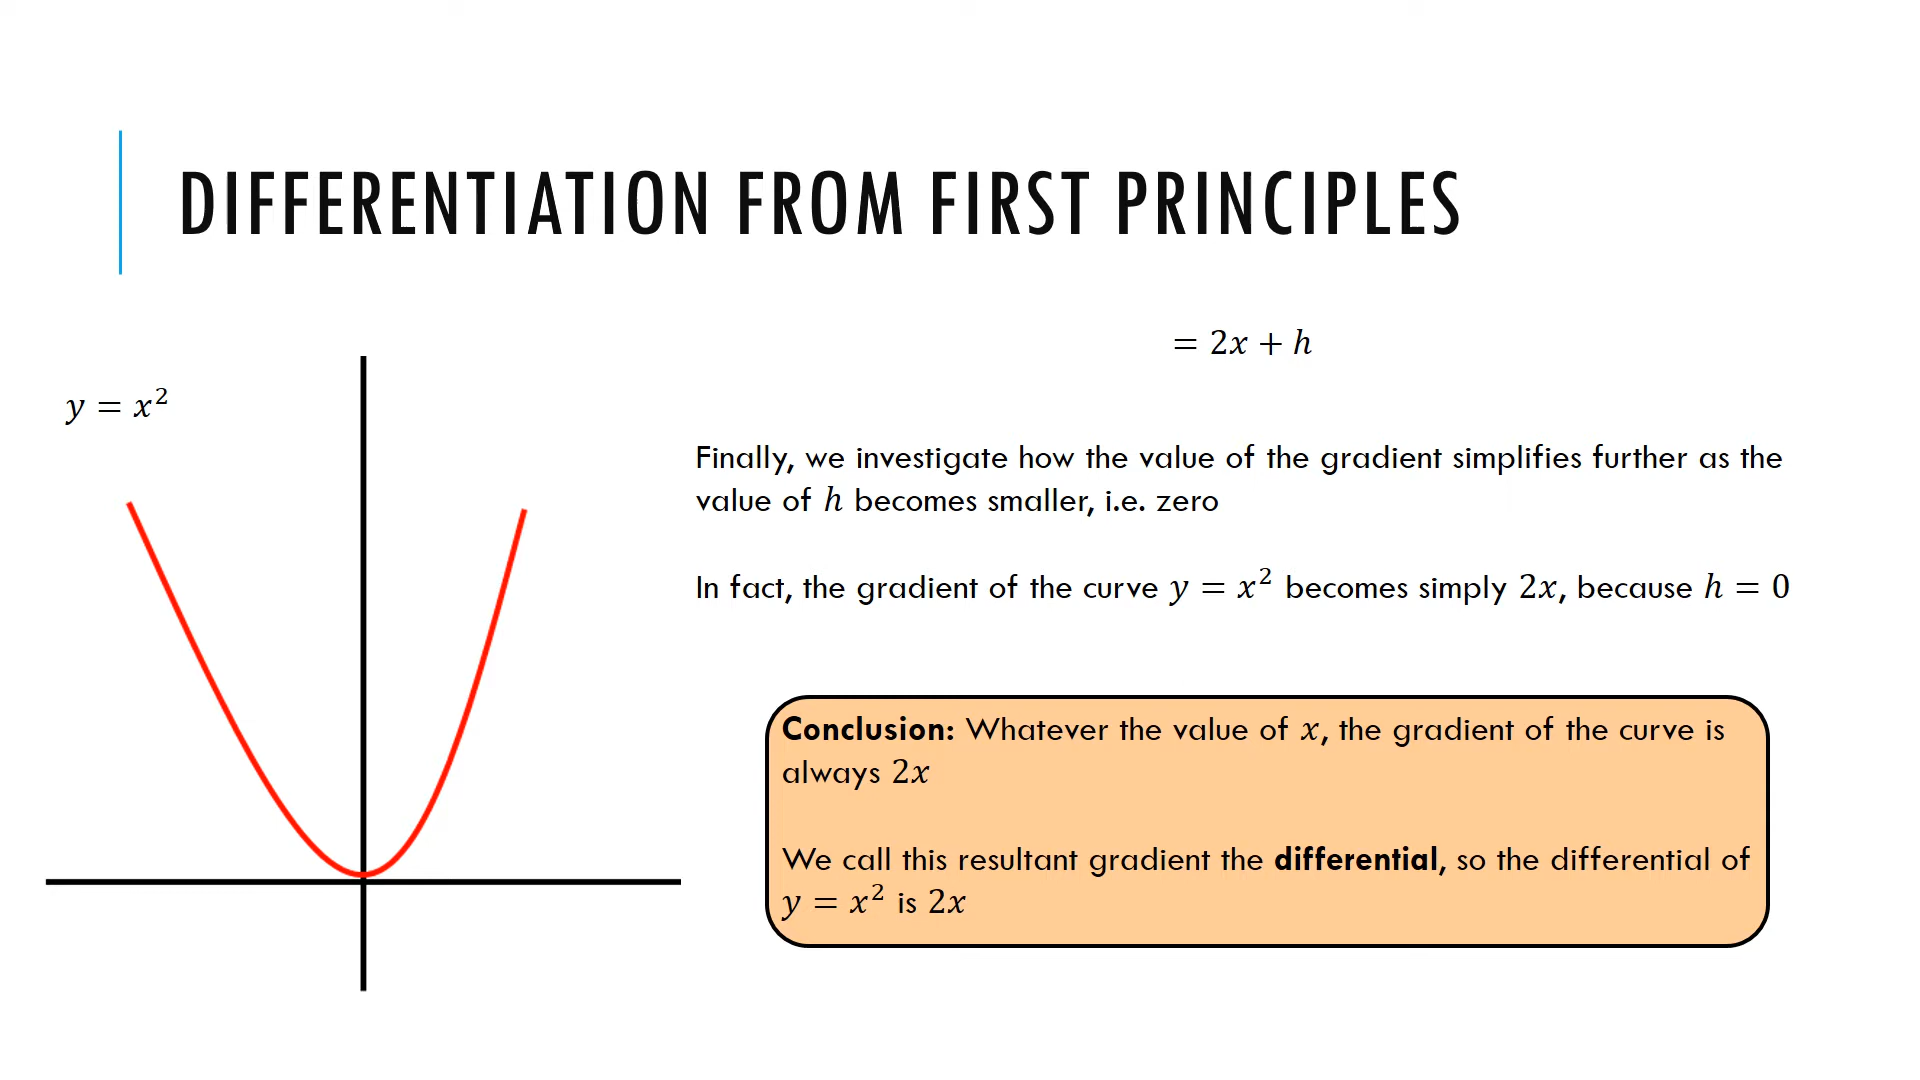 DIFFERENTIATION FROM FIRST PRINCIPLES
= 2x + h
y = x²
Finally, we investigate how the value of the gradient simplifies further as the
value of h becomes smaller, i.e. zero
In fact, the gradient of the curve y = x² becomes simply 2x, because h = 0
Conclusion: Whatever the value of x, the gradient of the curve is
always 2x
We call this resultant gradient the differential, so the differential of
y = x² is 2x